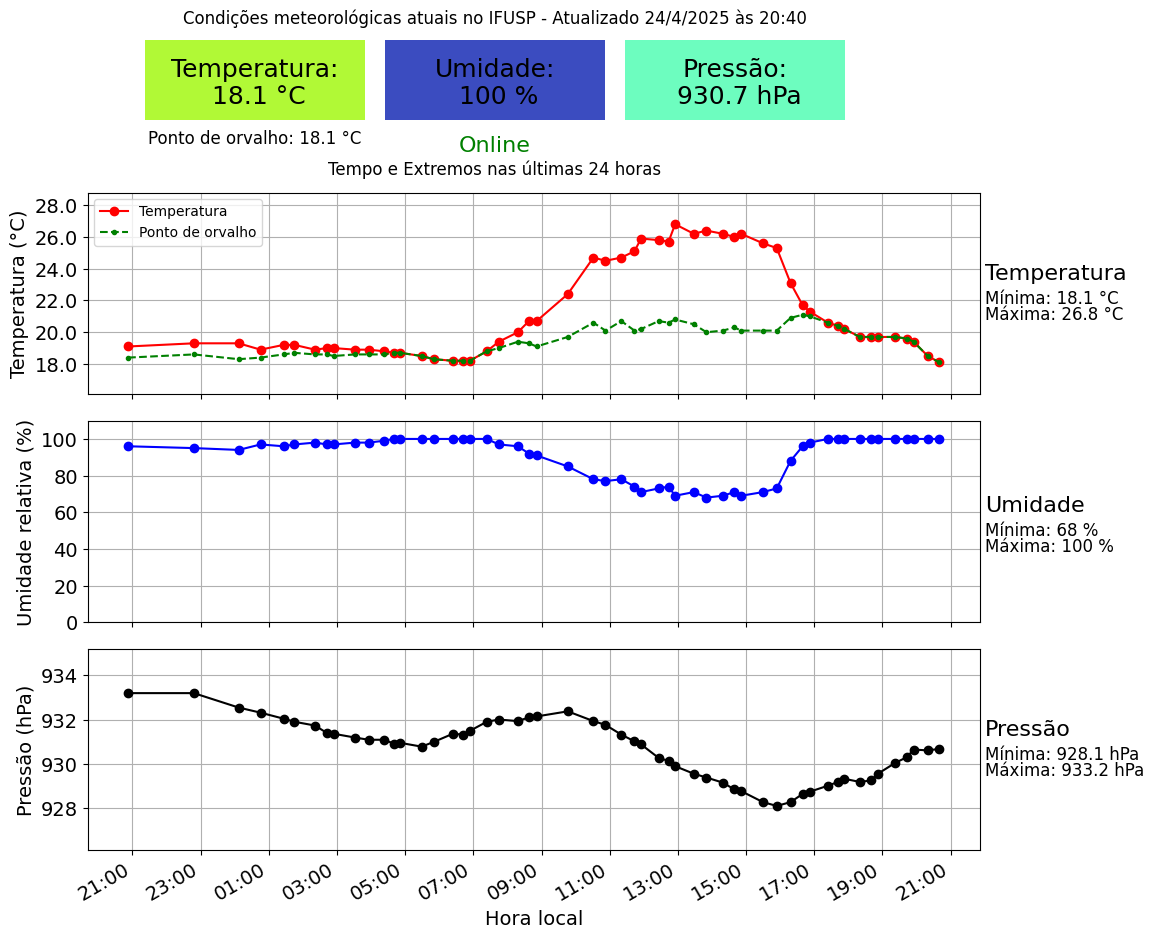 Condições meteorológicas atuais no IFUSP - Atualizado 24/4/2025 às 20:40
Temperatura:
18.1 °C
Umidade:
100 %
Pressão:
930.7 hPa
Ponto de orvalho: 18.1 °C
Online
Tempo e Extremos nas últimas 24 horas
Temperatura (°C)
28.0
26.0
24.0
22.0
20.0
18.0
Temperatura
Ponto de orvalho
Temperatura
Mínima: 18.1 °C
Máxima: 26.8 °C
Umidade relativa (%)
100
80
60
40
20
0
Umidade
Mínima: 68 %
Máxima: 100 %
Pressão (hPa)
934
932
930
928
Pressão
Mínima: 928.1 hPa
Máxima: 933.2 hPa
21:00
23:00
01:00
03:00
05:00
07:00
09:00
11:00
13:00
15:00
17:00
19:00
21:00
Hora local